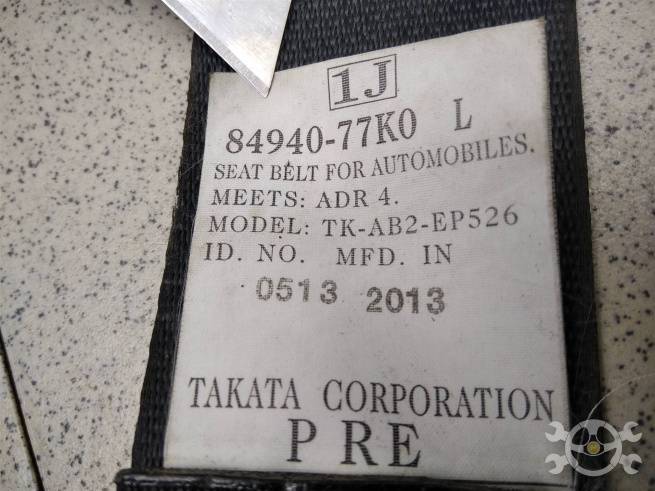 1J
84940-77K0 L
SEAT BELT FOR AUTOMOBILES.
MEETS: ADR 4.
MODEL: TK-AB2-EP526
ID. NO. MFD. IN
0513 2013
TAKATA CORPORATION
PRE